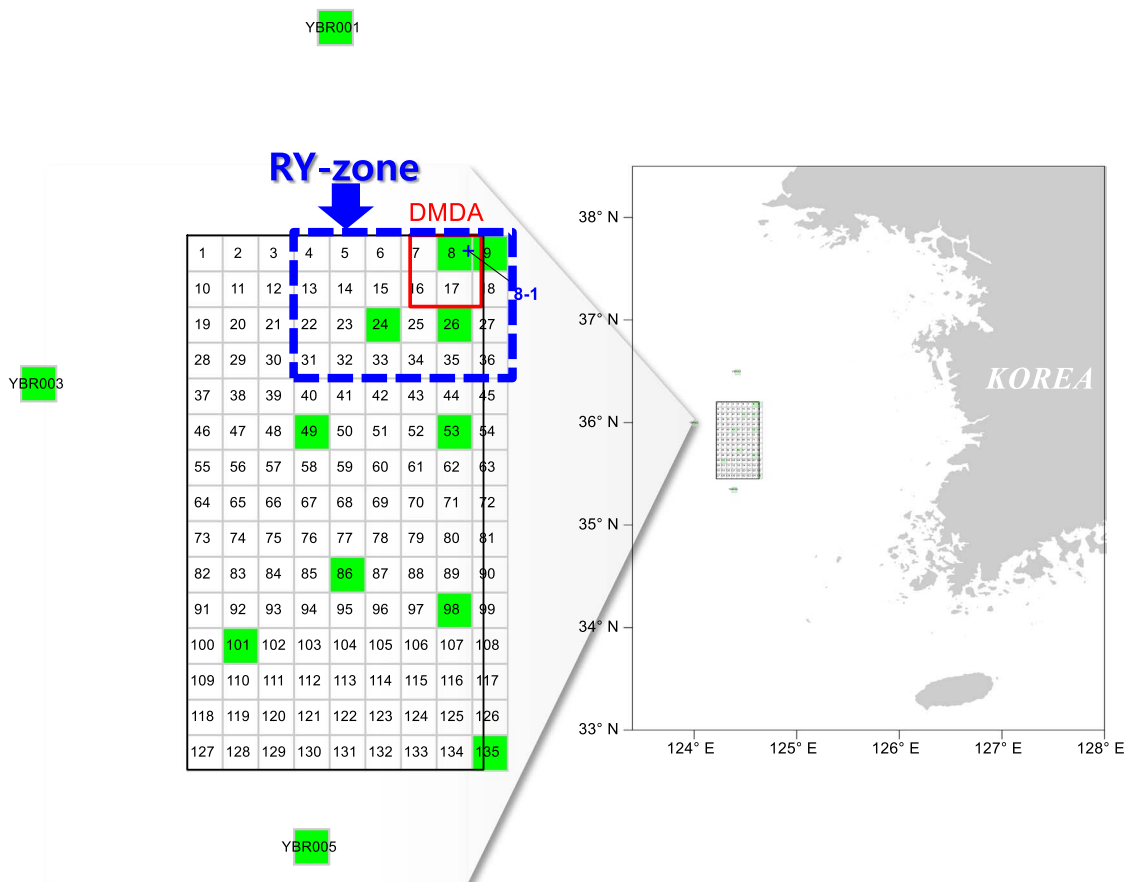 YBR001
RY-zone
DMDA
1 2 3 4 5 6 7 8 9
8-1
10 11 12 13 14 15 16 17 18
19 20 21 22 23 24 25 26 27
28 29 30 31 32 33 34 35 36
YBR003
37 38 39 40 41 42 43 44 45
46 47 48 49 50 51 52 53 54
55 56 57 58 59 60 61 62 63
64 65 66 67 68 69 70 71 72
73 74 75 76 77 78 79 80 81
82 83 84 85 86 87 88 89 90
91 92 93 94 95 96 97 98 99
100 101 102 103 104 105 106 107 108
109 110 111 112 113 114 115 116 117
118 119 120 121 122 123 124 125 126
127 128 129 130 131 132 133 134 135
YBR005
38° N
37° N
36° N
35° N
34° N
33° N
KOREA
124° E 125° E 126° E 127° E 128° E